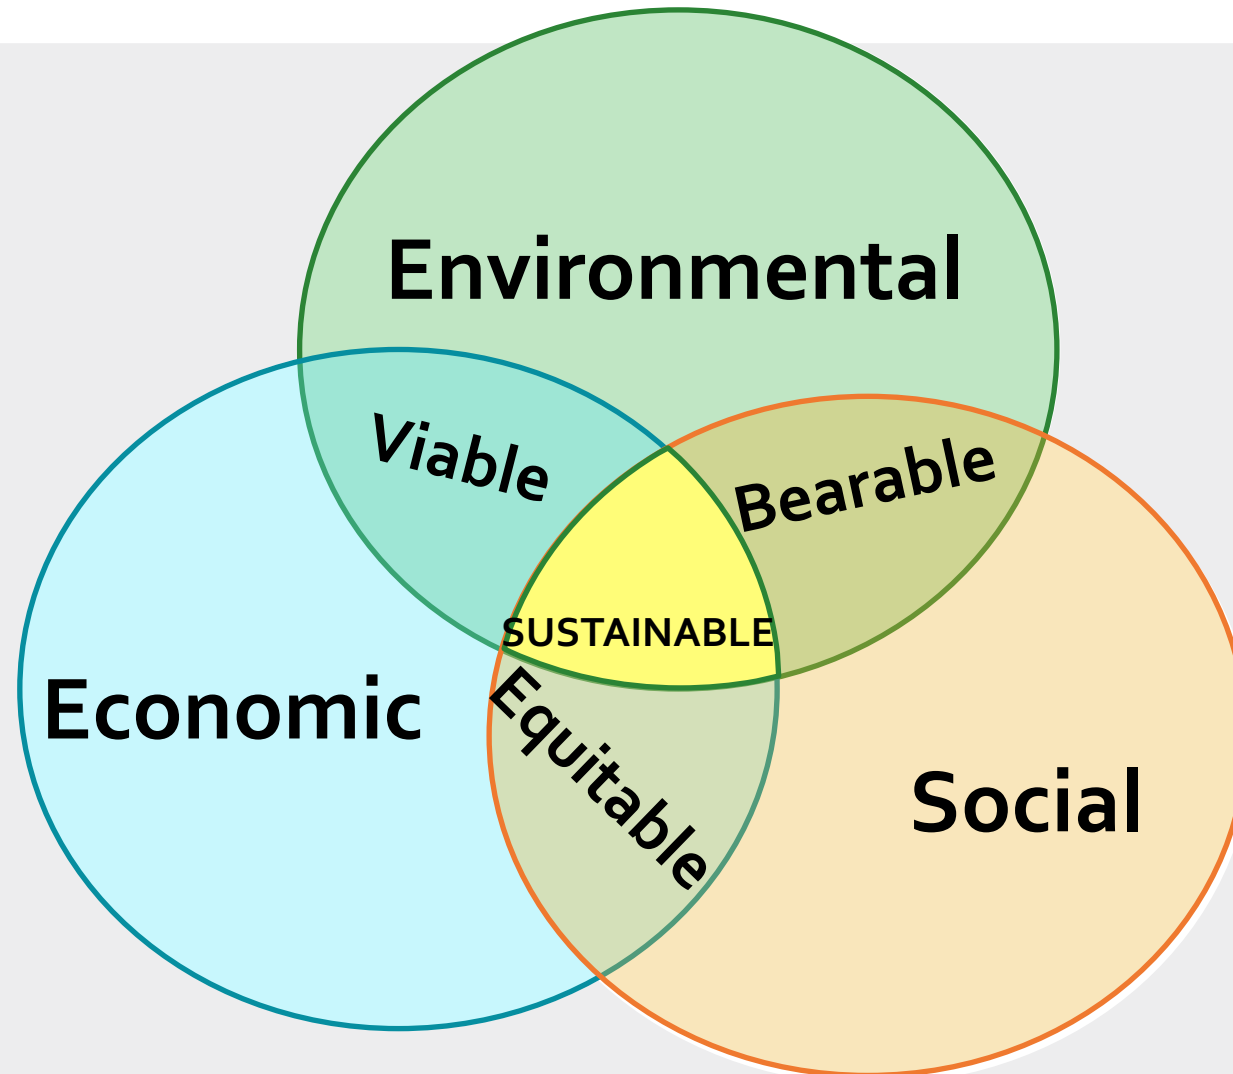 Environmental
Viable
Bearable
SUSTAINABLE
Economic
Equitable
Social